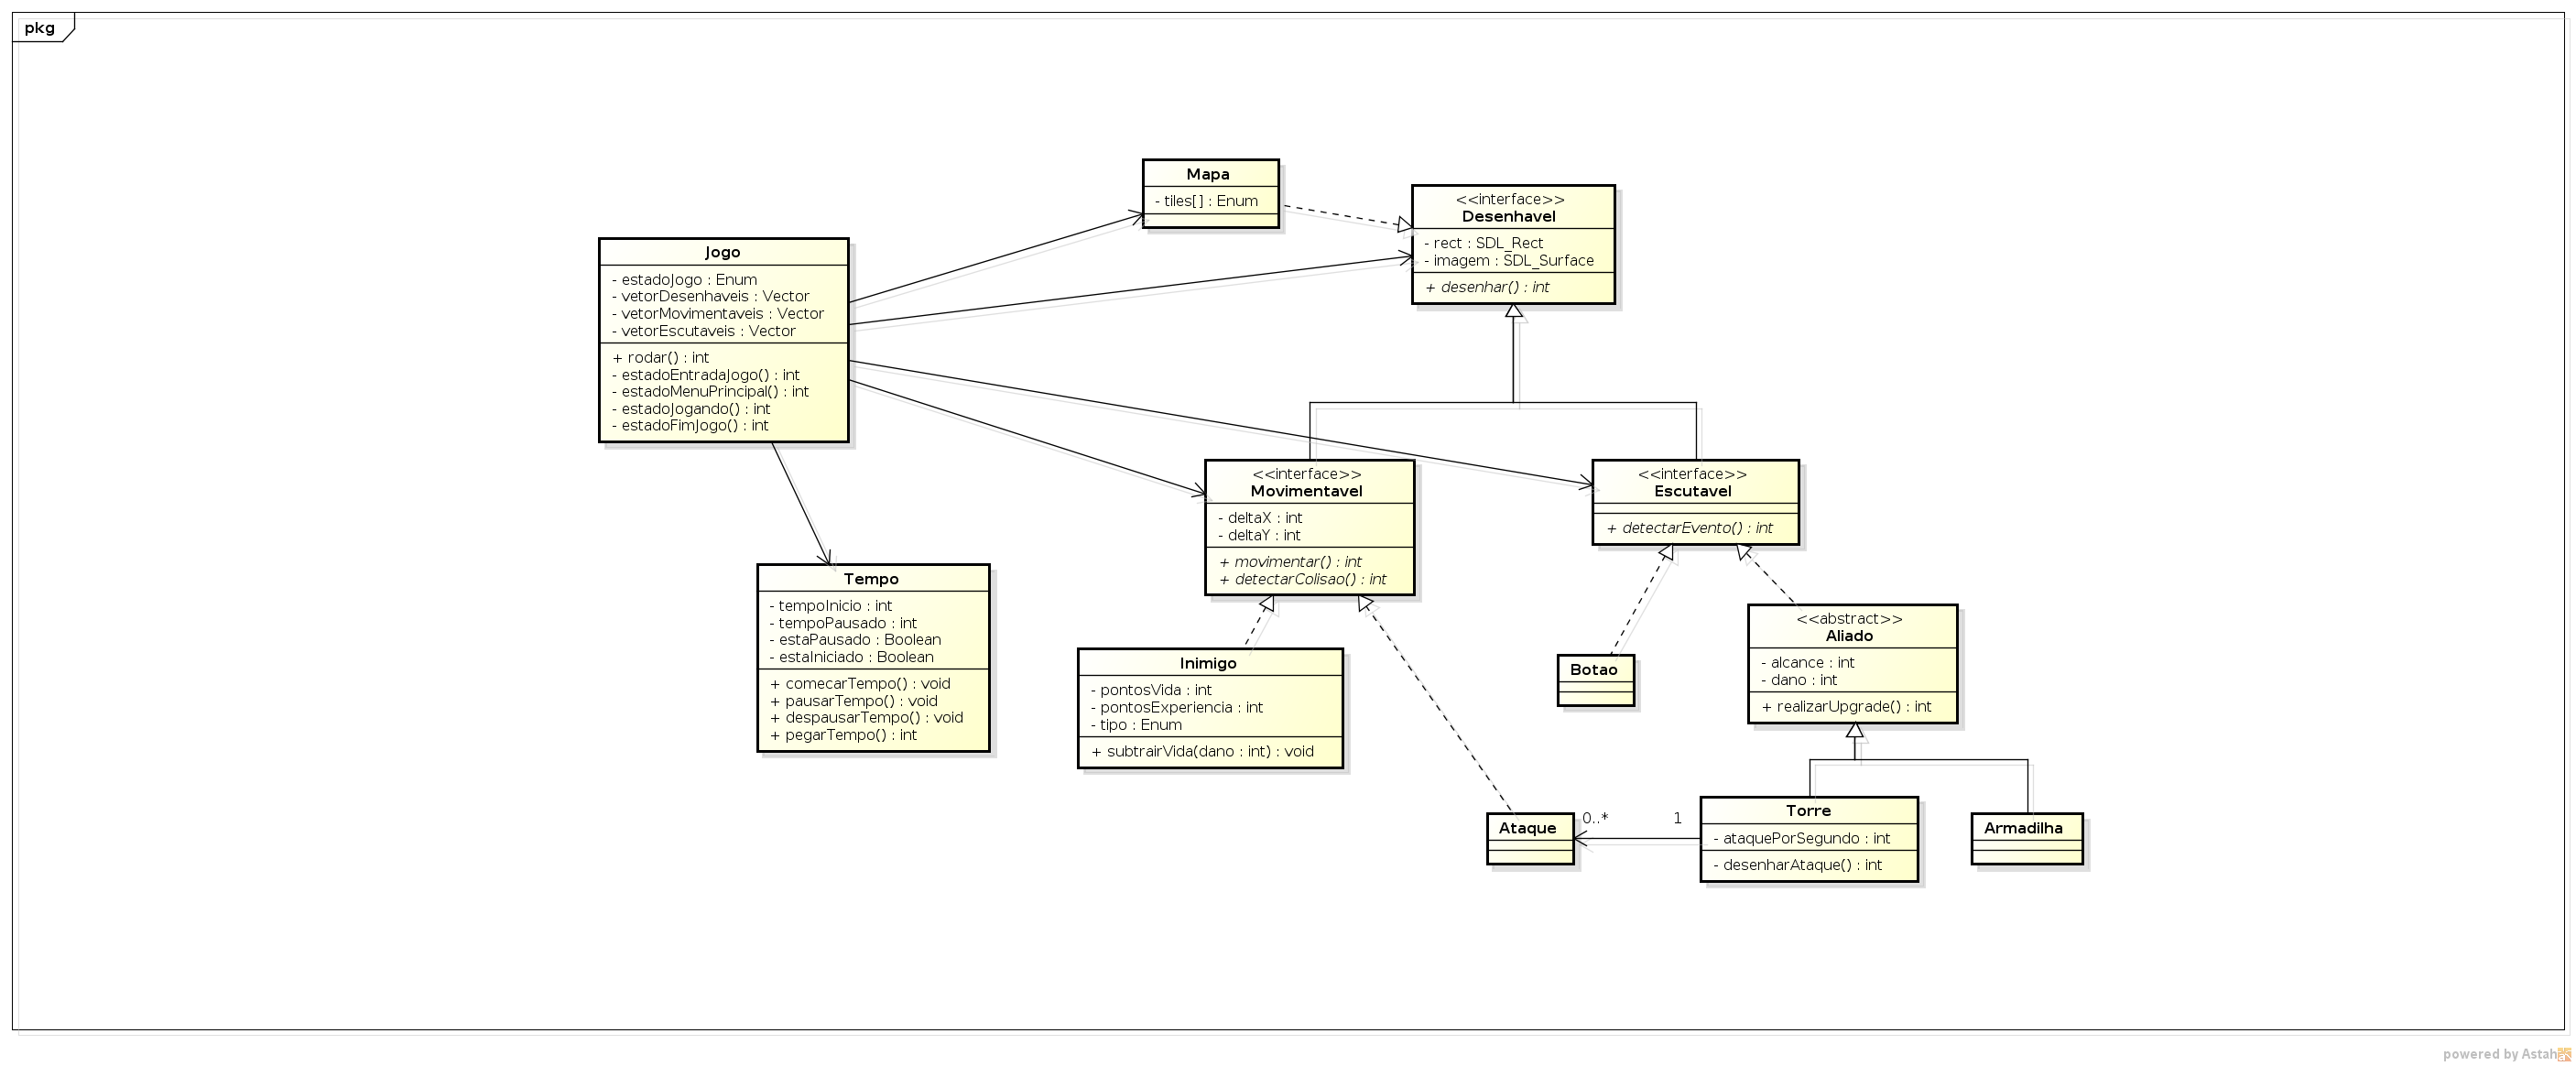 pkg
Mapa
- tiles[] : Enum
<<interface>>
Desenhavel
- rect : SDL_Rect
- imagem : SDL_Surface
+ desenhar() : int
Jogo
- estadoJogo : Enum
- vetorDesenhaveis : Vector
- vetorMovimentaveis : Vector
- vetorEscutaveis : Vector
+ rodar() : int
- estadoEntradaJogo() : int
- estadoMenuPrincipal() : int
- estadoJogando() : int
- estadoFimJogo() : int
<<interface>>
Movimentavel
- deltaX : int
- deltaY : int
+ movimentar() : int
+ detectarColisao() : int
<<interface>>
Escutavel
+ detectarEvento() : int
Tempo
- tempoInicio : int
- tempoPausado : int
- estaPausado : Boolean
- estaIniciado : Boolean
+ comecarTempo() : void
+ pausarTempo() : void
+ despausarTempo() : void
+ pegarTempo() : int
Inimigo
- pontosVida : int
- pontosExperiencia : int
- tipo : Enum
+ subtrairVida(dano : int) : void
Botao
<<abstract>>
Aliado
- alcance : int
- dano : int
+ realizarUpgrade() : int
Ataque
0..*
1
Torre
- ataquePorSegundo : int
- desenharAtaque() : int
Armadilha
powered by Astah